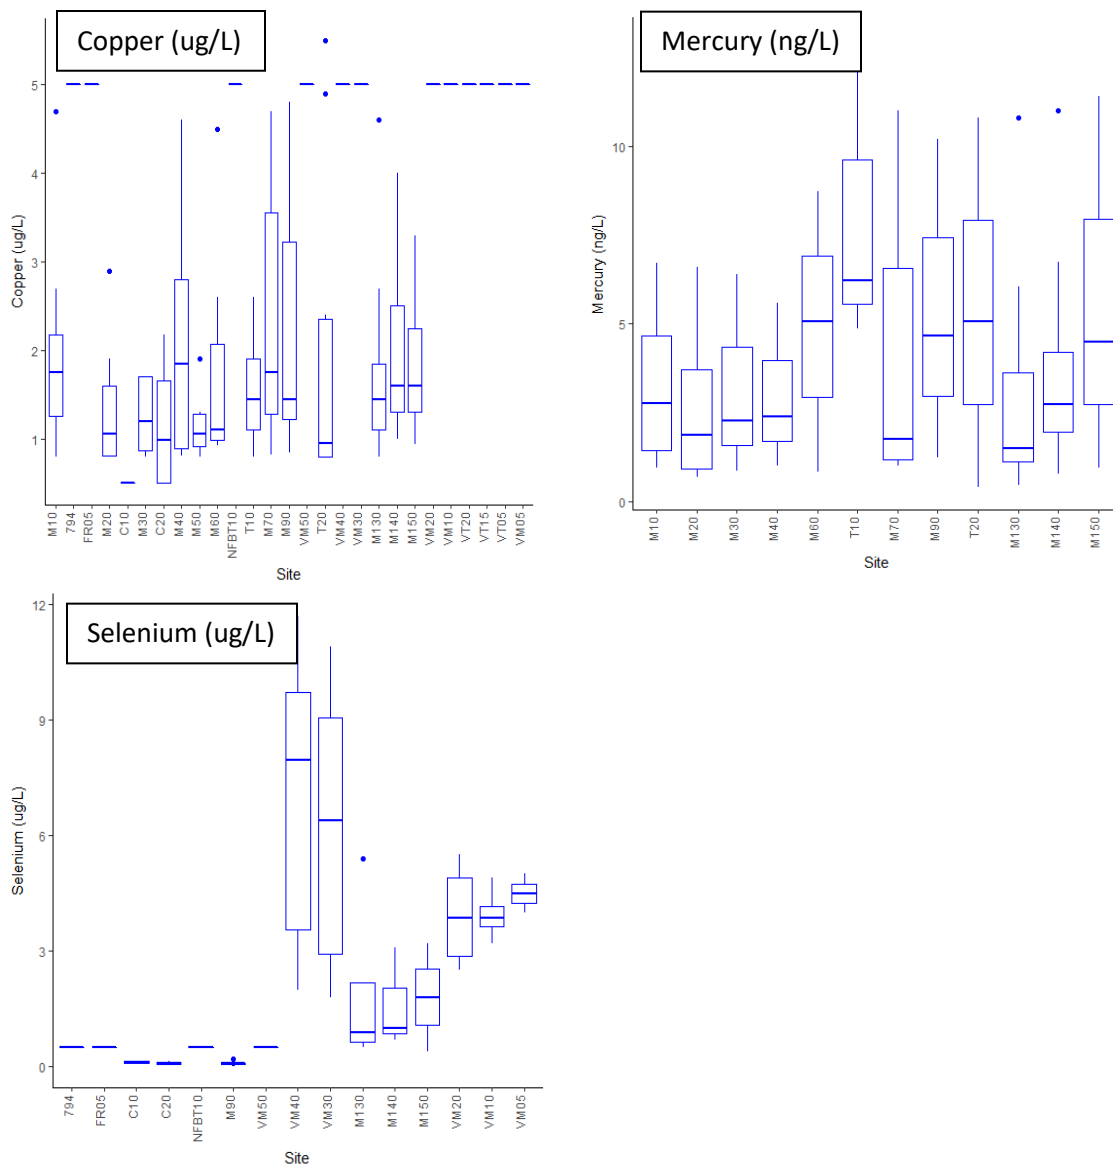 Copper (ug/L)
Copper (ug/L)
5
4
3
2
1
M10 794 FR05 M20 C10 M30 C20 M40 M50 M60 NFBT10 T10 M70 M90 VM50 T20 VM40 VM30 M130 M140 M150 VM20 VM10 VT20 VT15 VT05 VM05
Site
Mercury (ng/L)
Mercury (ng/L)
10
5
0
M10 M20 M30 M40 M60 T10 M70 M90 T20 M130 M140 M150
Site
Selenium (ug/L)
Selenium (ug/L)
12
9
6
3
0
794 FR05 C10 C20 NFBT10 M90 VM50 VM40 VM30 M130 M140 M150 VM20 VM10 VM05
Site